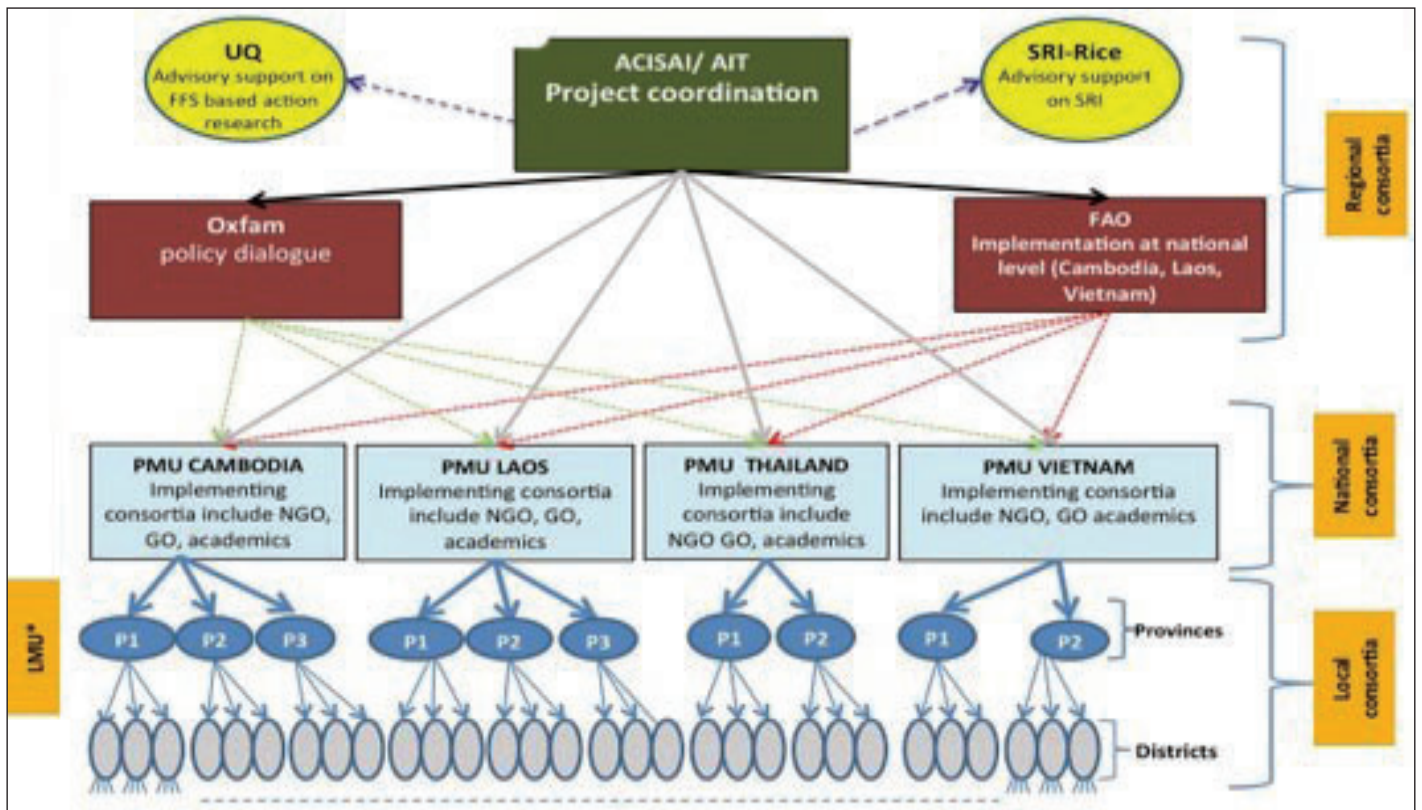 UQ
Advisory support on
FFS based action
research
ACISAI/ AIT
Project coordination
SRI-Rice
Advisory support
on SRI
Regional
consortia
Oxfam
policy dialogue
FAO
Implementation at national
level (Cambodia, Laos,
Vietnam)
PMU CAMBODIA
Implementing
consortia include NGO,
GO, academics
PMU LAOS
Implementing consortia
include NGO, GO,
academics
PMU THAILAND
Implementing
consortia include
NGO GO, academics
PMU VIETNAM
Implementing consortia
include NGO, GO academics
National
consortia
LMU*
P1
P2
P3
P1
P2
P3
P1
P2
P1
P2
Provinces
Local
consortia
Districts